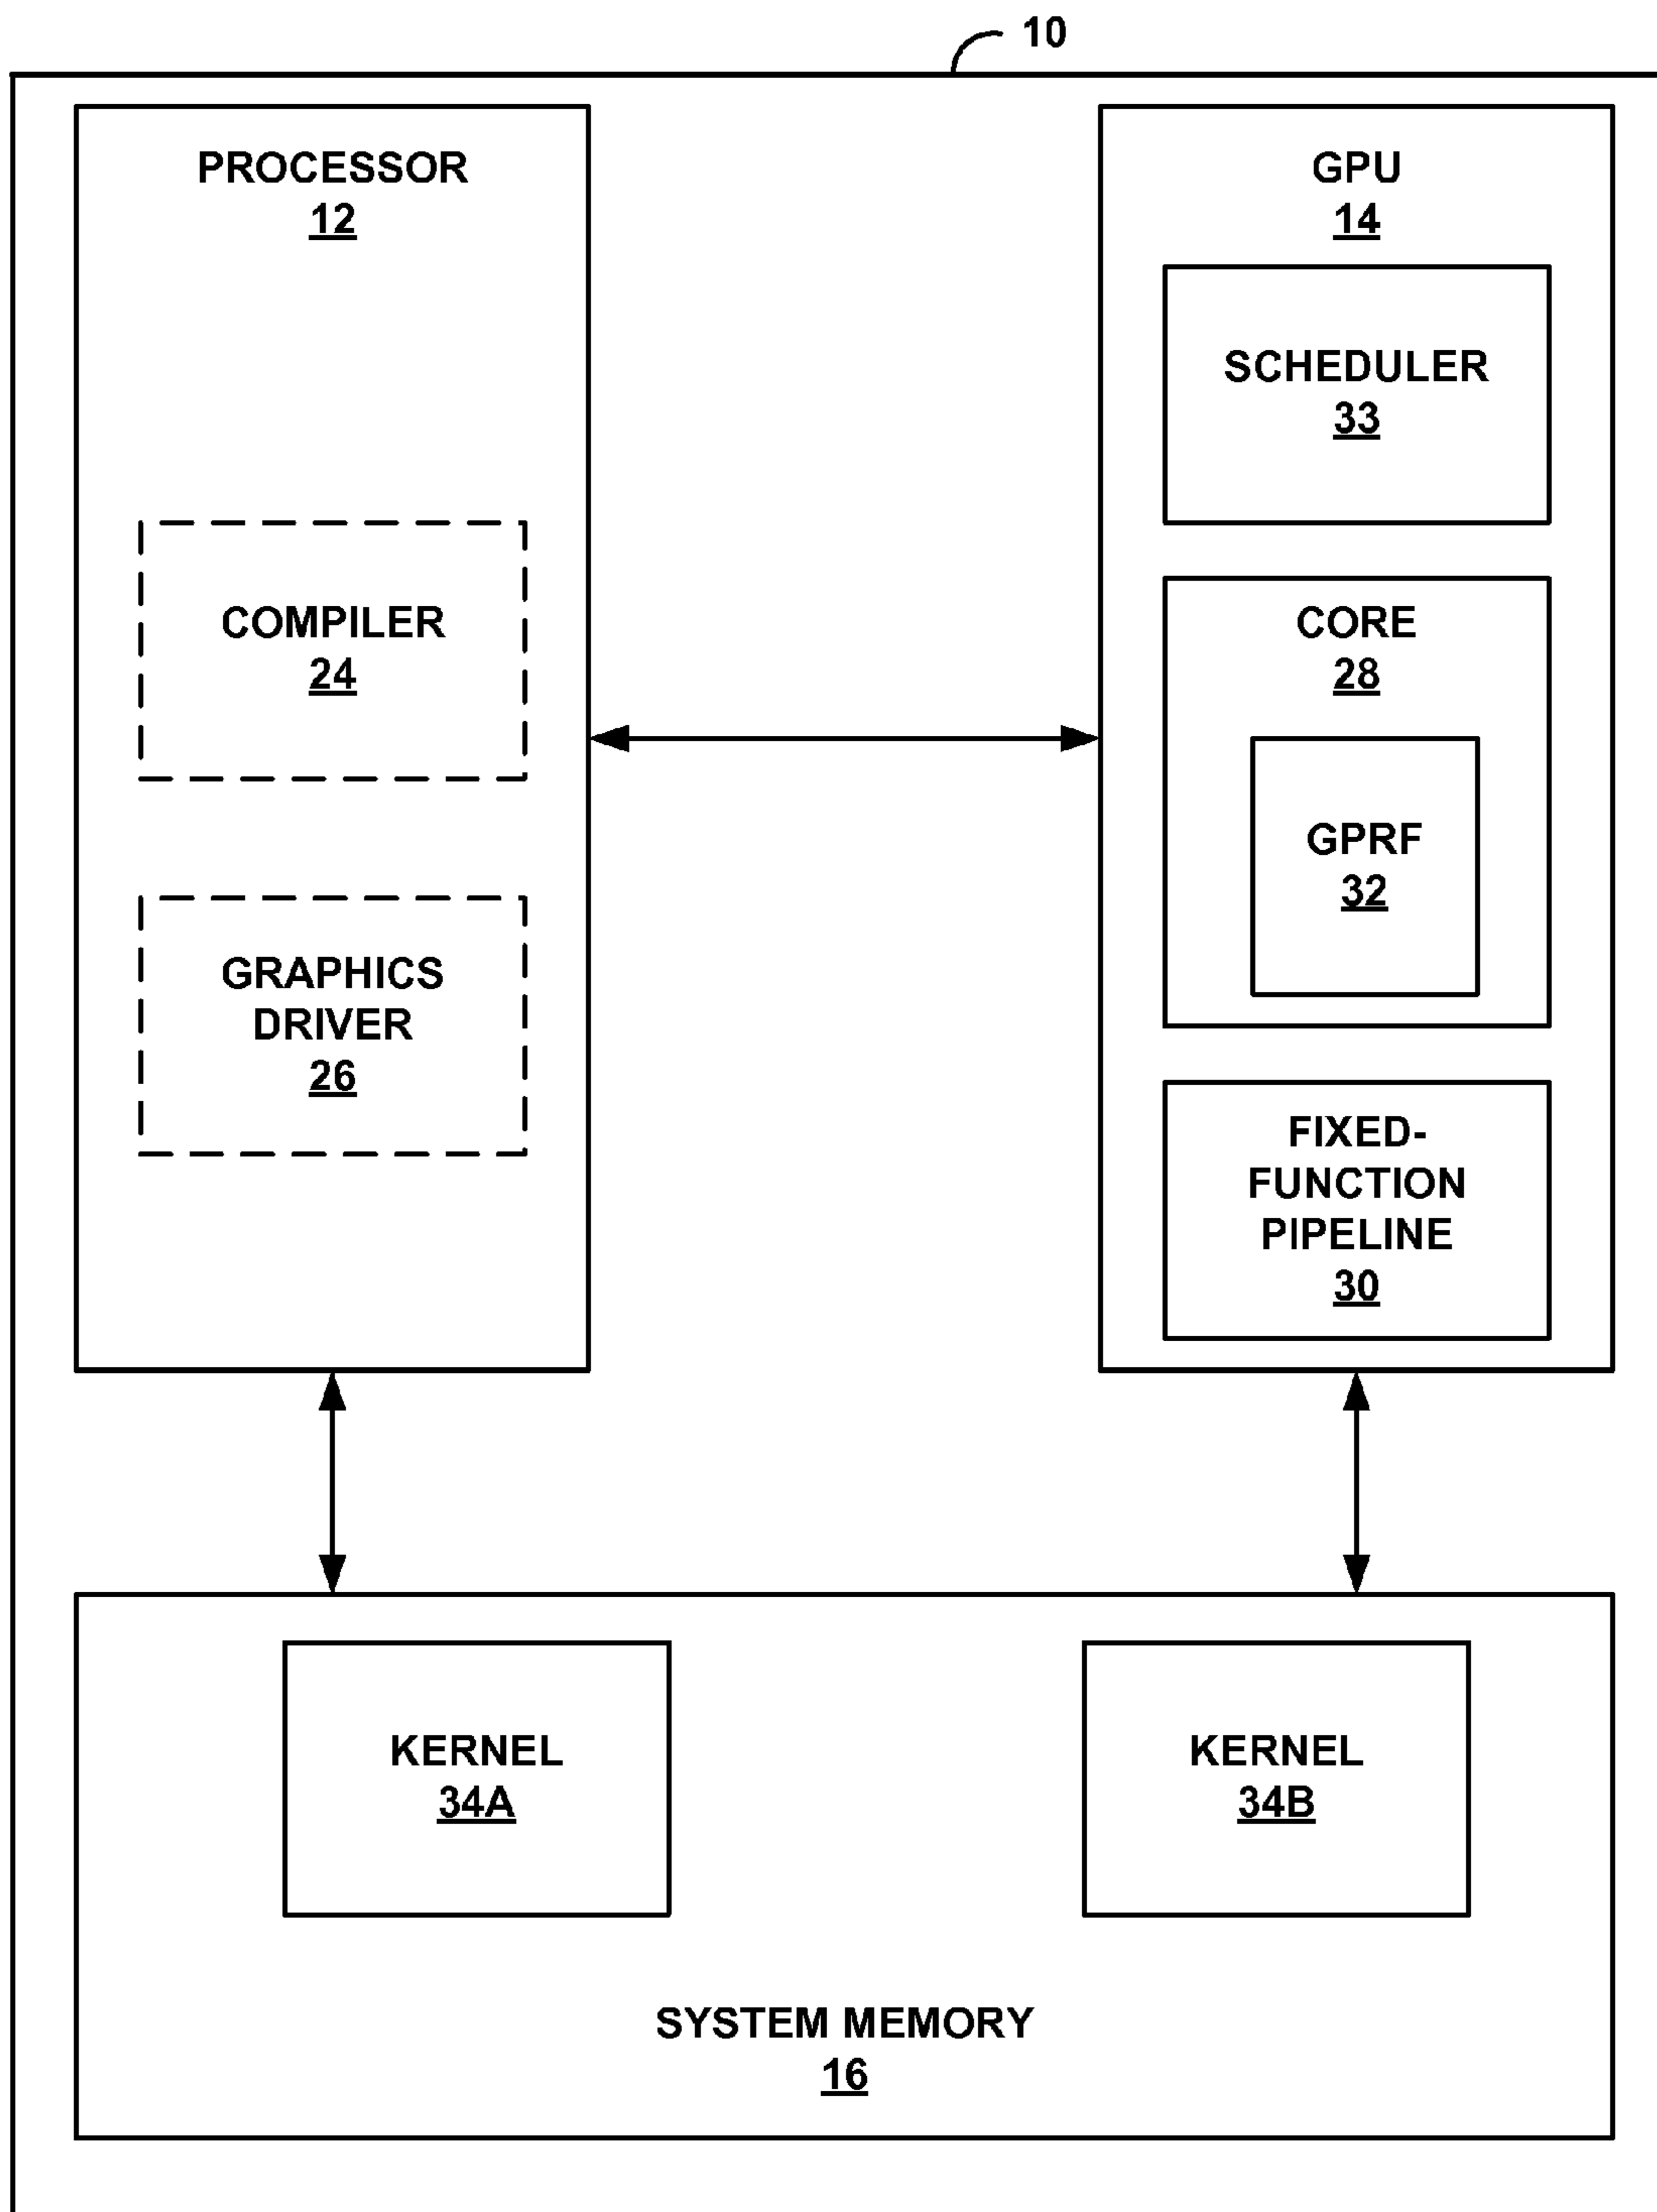 10
PROCESSOR
12
COMPILER
24
GRAPHICS
DRIVER
26
GPU
14
SCHEDULER
33
CORE
28
GPRF
32
FIXED-
FUNCTION
PIPELINE
30
KERNEL
34A
KERNEL
34B
SYSTEM MEMORY
16